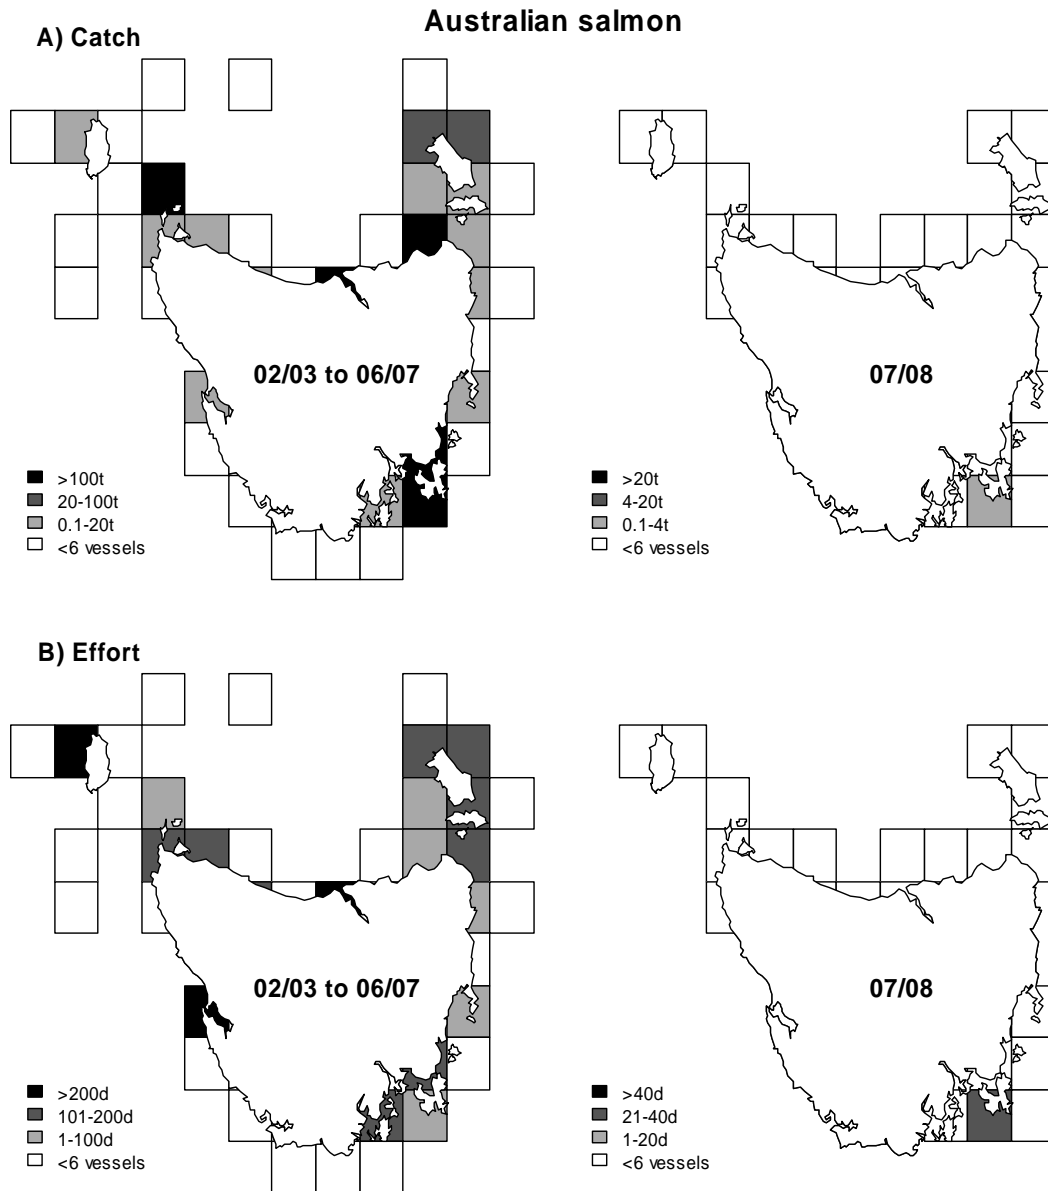 Australian salmon
A) Catch
02/03 to 06/07
07/08
>100t
20-100t
0.1-20t
<6 vessels
>20t
4-20t
0.1-4t
<6 vessels
B) Effort
02/03 to 06/07
07/08
>200d
101-200d
1-100d
<6 vessels
>40d
21-40d
1-20d
<6 vessels